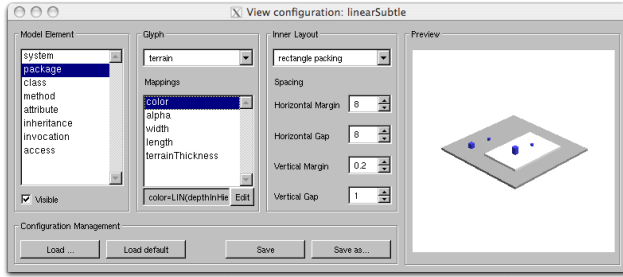 View configuration: linearSubtle
Model Element
system
package
class
method
attribute
inheritance
invocation
access
Visible
Glyph
terrain
Mappings
color
alpha
width
length
terrainThickness
color=LIN(depthInHie
Edit
Inner Layout
rectangle packing
Spacing
Horizontal Margin 8
Horizontal Gap 8
Vertical Margin 0.2
Vertical Gap 1
Preview
Configuration Management
Load ...
Load default
Save
Save as...